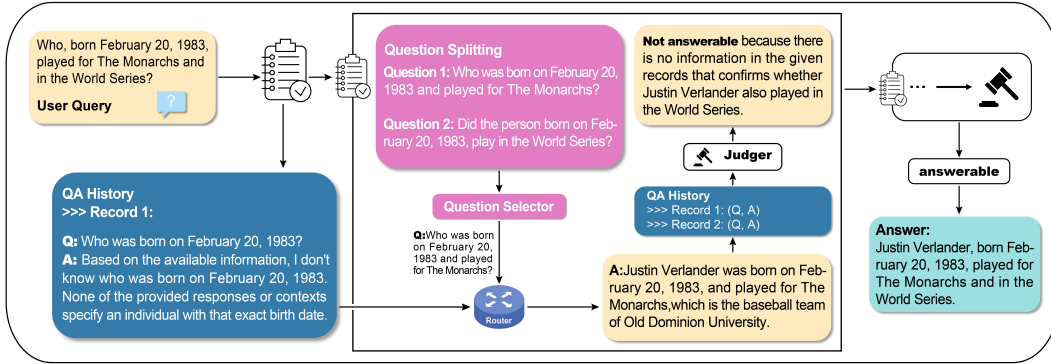 Who, born February 20, 1983,
played for The Monarchs and
in the World Series?
User Query
?
QA History
>>> Record 1:
Q: Who was born on February 20, 1983?
A: Based on the available information, I don't
know who was born on February 20, 1983.
None of the provided responses or contexts
specify an individual with that exact birth date.
Question Splitting
Question 1: Who was born on February 20,
1983 and played for The Monarchs?
Question 2: Did the person born on Feb-
ruary 20, 1983, play in the World Series?
Question Selector
Q:Who was born
on February 20,
1983 and played
for The Monarchs?
Router
A:Justin Verlander was born on Feb-
ruary 20, 1983, and played for The
Monarchs,which is the baseball team
of Old Dominion University.
QA History
>>> Record 1: (Q, A)
>>> Record 2: (Q, A)
Judger
Not answerable because there
is no information in the given
records that confirms whether
Justin Verlander also played in
the World Series.
...
answerable
Answer:
Justin Verlander, born Feb-
ruary 20, 1983, played for
The Monarchs and in the
World Series.